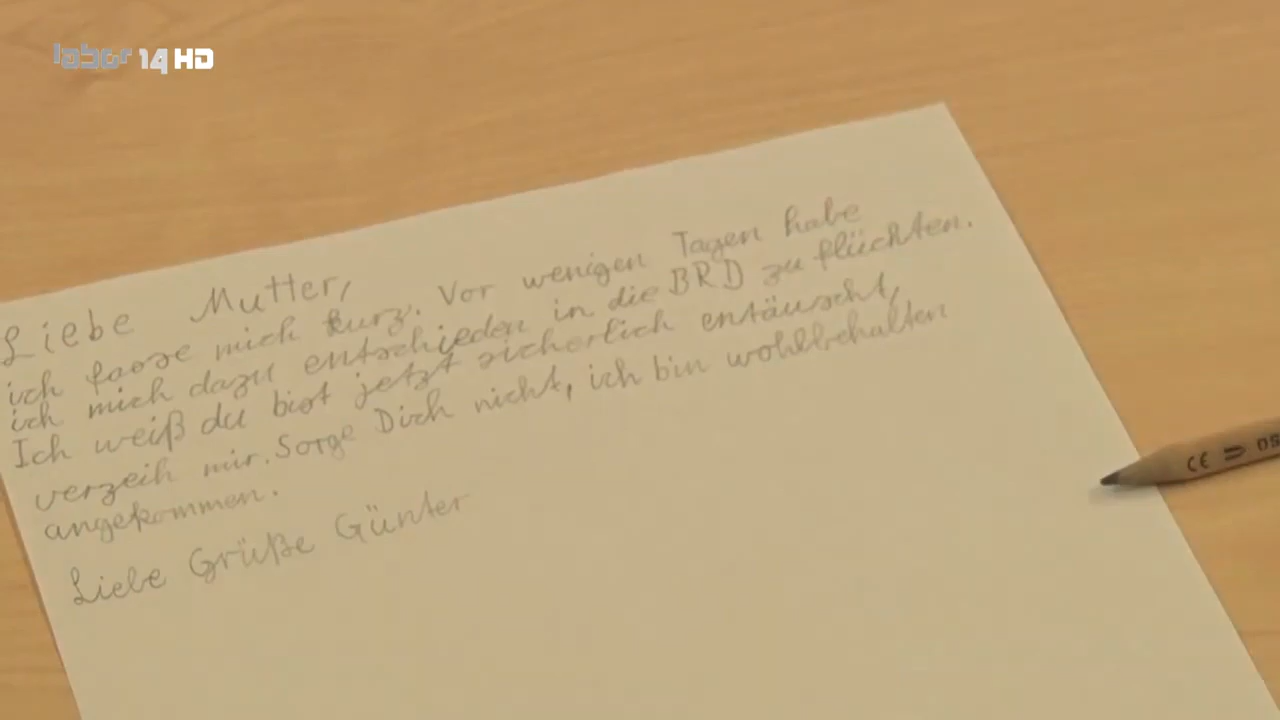 labor 14 HD
Liebe Mutter,
ich fasse mich kurz. Vor wenigen Tagen habe
ich mich dazu entschieden in die BRD zu flüchten.
Ich weiß du bist jetzt sicherlich entäuscht,
verzeih mir. Sorge Dich nicht, ich bin wohlbehalten
angekommen.
Liebe Grüße Günter
CE